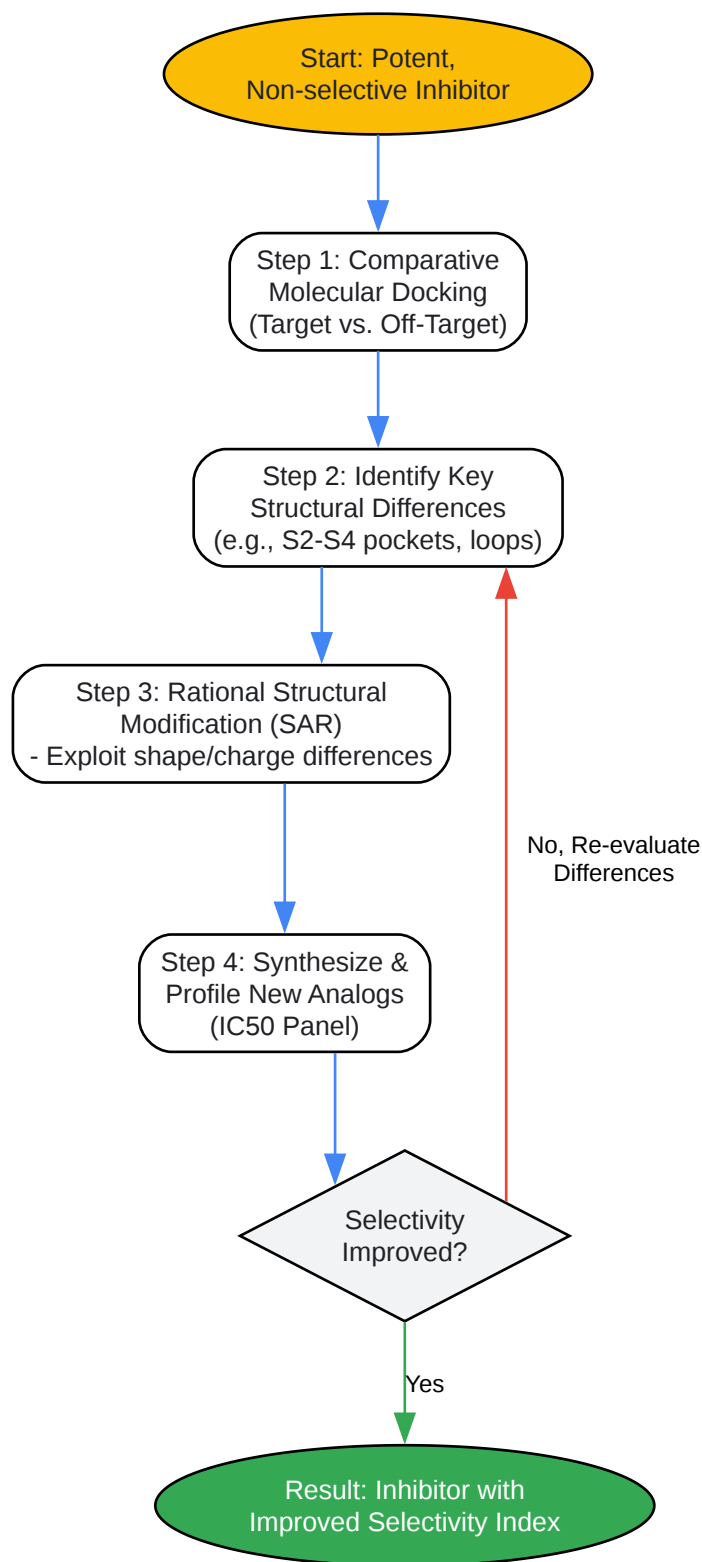 Start: Potent,
Non-selective Inhibitor
Step 1: Comparative
Molecular Docking
(Target vs. Off-Target)
Step 2: Identify Key
Structural Differences
(e.g., S2-S4 pockets, loops)
Step 3: Rational Structural
Modification (SAR)
- Exploit shape/charge differences
No, Re-evaluate
Differences
Step 4: Synthesize &
Profile New Analogs
(IC50 Panel)
Selectivity
Improved?
Yes
Result: Inhibitor with
Improved Selectivity Index